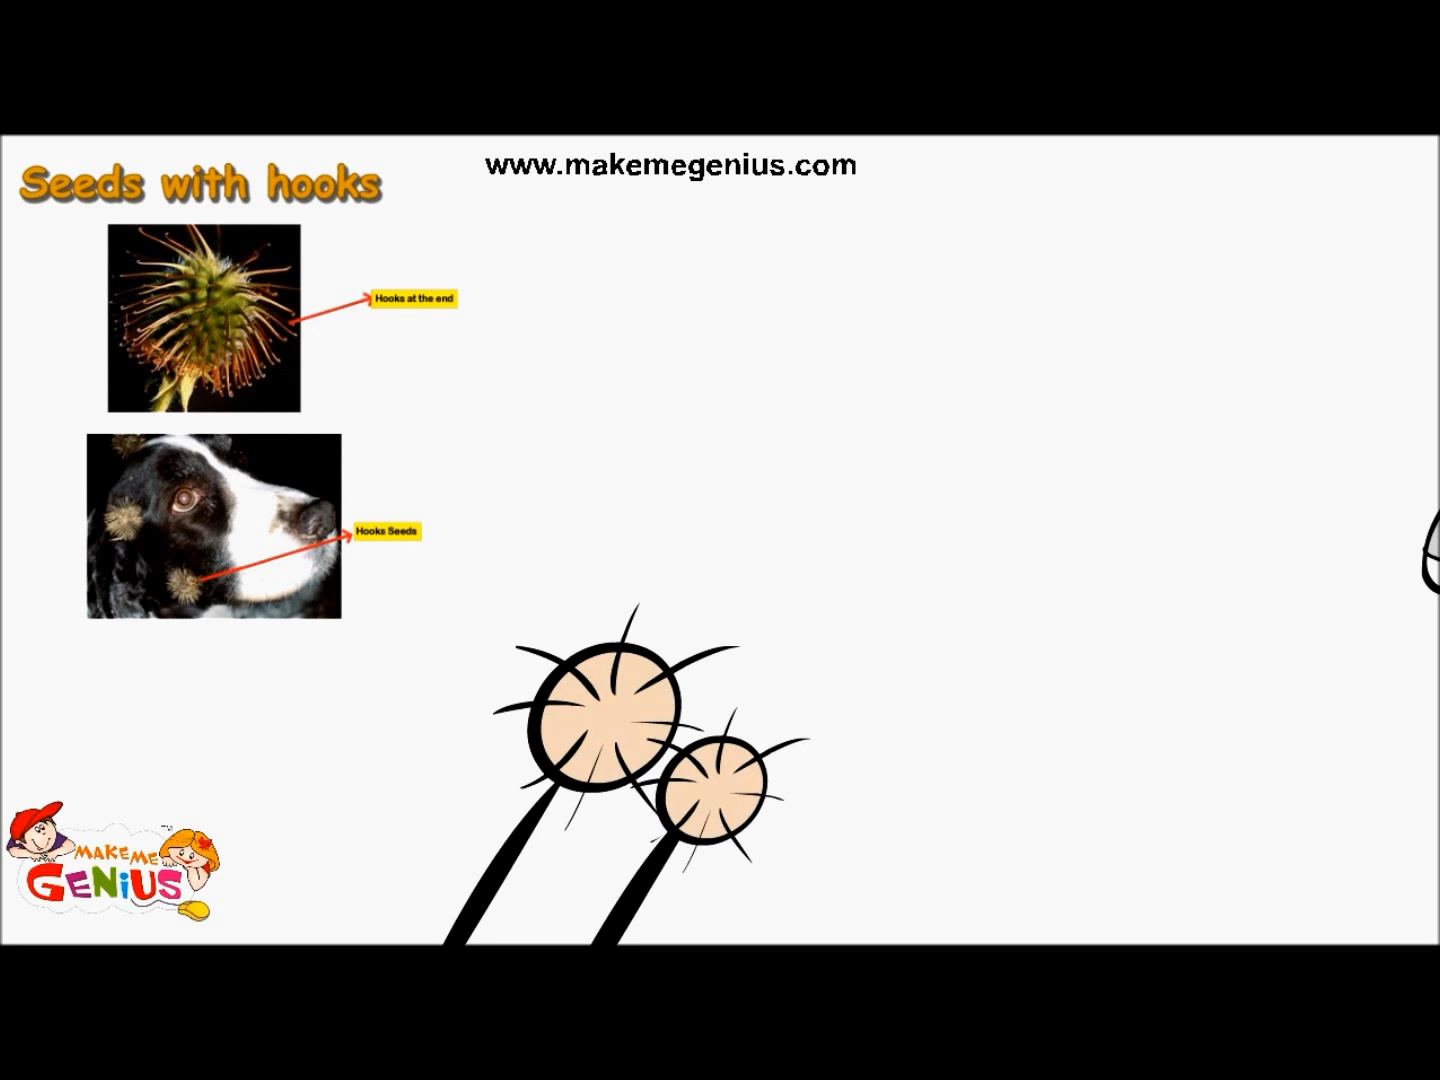 Seeds with hooks
www.makemegenius.com
Hooks at the end
Hooks Seeds
MAKE ME
GENiUS